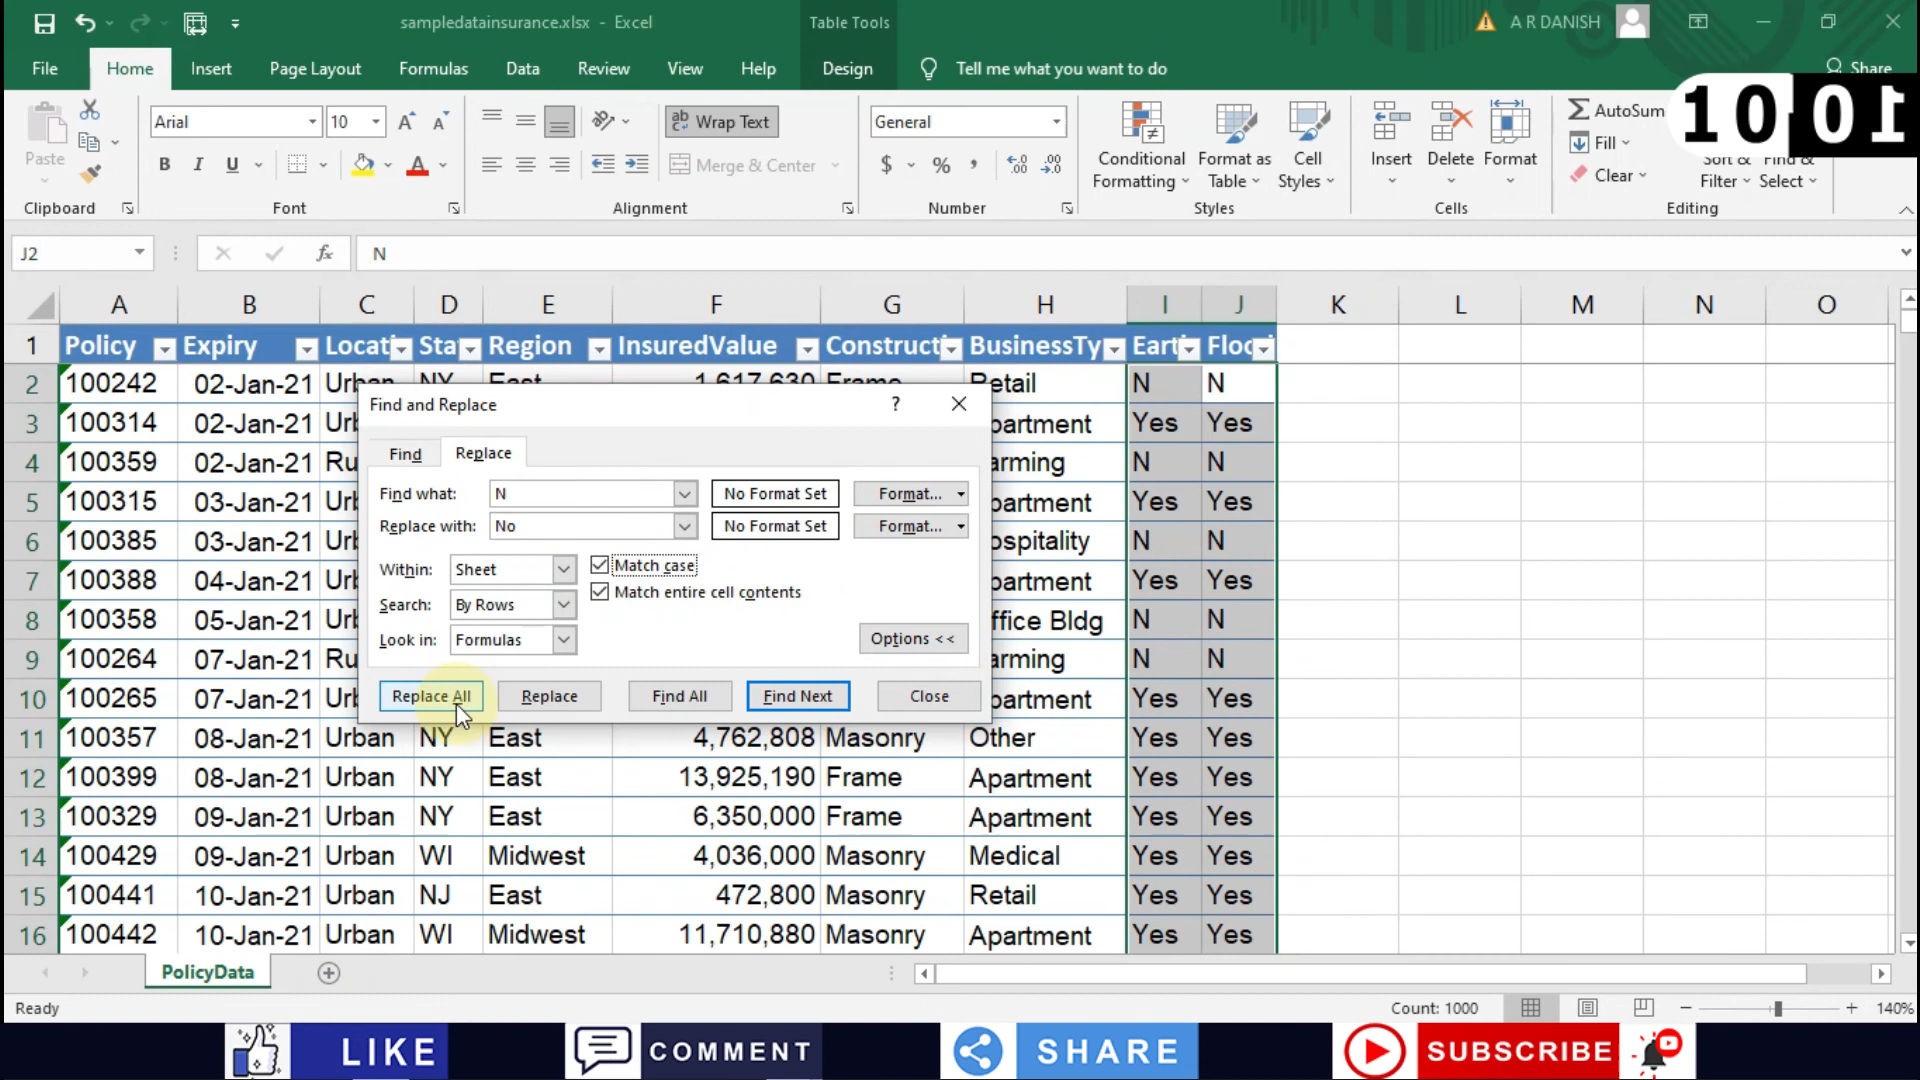 sampledatainsurance.xlsx - Excel
Table Tools
A R DANISH
File Home Insert Page Layout Formulas Data Review View Help Design Tell me what you want to do Share
10 01
Paste
Arial 10
Wrap Text
General
AutoSum
B I U
Merge & Center
$ %
Conditional Formatting
Format as Table
Cell Styles
Insert Delete Format
Fill
Clear
Sort & Filter
Find & Select
Clipboard Font Alignment Number Styles Cells Editing
J2 fx N
A B C D E F G H I J K L M N O
1 Policy Expiry Locati Sta Region InsuredValue Constructi BusinessTy Eart Floo
2 100242 02-Jan-21 Urban NY East 1,617,630 Frame Retail N N
3 100314 02-Jan-21 Urb partment Yes Yes
4 100359 02-Jan-21 Ru arming N N
5 100315 03-Jan-21 Urb partment Yes Yes
6 100385 03-Jan-21 Urb ospitality N N
7 100388 04-Jan-21 Urb partment Yes Yes
8 100358 05-Jan-21 Urb ffice Bldg N N
9 100264 07-Jan-21 Ru arming N N
10 100265 07-Jan-21 Urb partment Yes Yes
11 100357 08-Jan-21 Urban NY East 4,762,808 Masonry Other Yes Yes
12 100399 08-Jan-21 Urban NY East 13,925,190 Frame Apartment Yes Yes
13 100329 09-Jan-21 Urban NY East 6,350,000 Frame Apartment Yes Yes
14 100429 09-Jan-21 Urban WI Midwest 4,036,000 Masonry Medical Yes Yes
15 100441 10-Jan-21 Urban NJ East 472,800 Masonry Retail Yes Yes
16 100442 10-Jan-21 Urban WI Midwest 11,710,880 Masonry Apartment Yes Yes
Find and Replace ?
Find Replace
Find what: N No Format Set Format...
Replace with: No No Format Set Format...
Within: Sheet Match case
Match entire cell contents
Search: By Rows
Look in: Formulas Options <<
Replace All Replace Find All Find Next Close
PolicyData
Ready Count: 1000 140%
LIKE COMMENT SHARE SUBSCRIBE